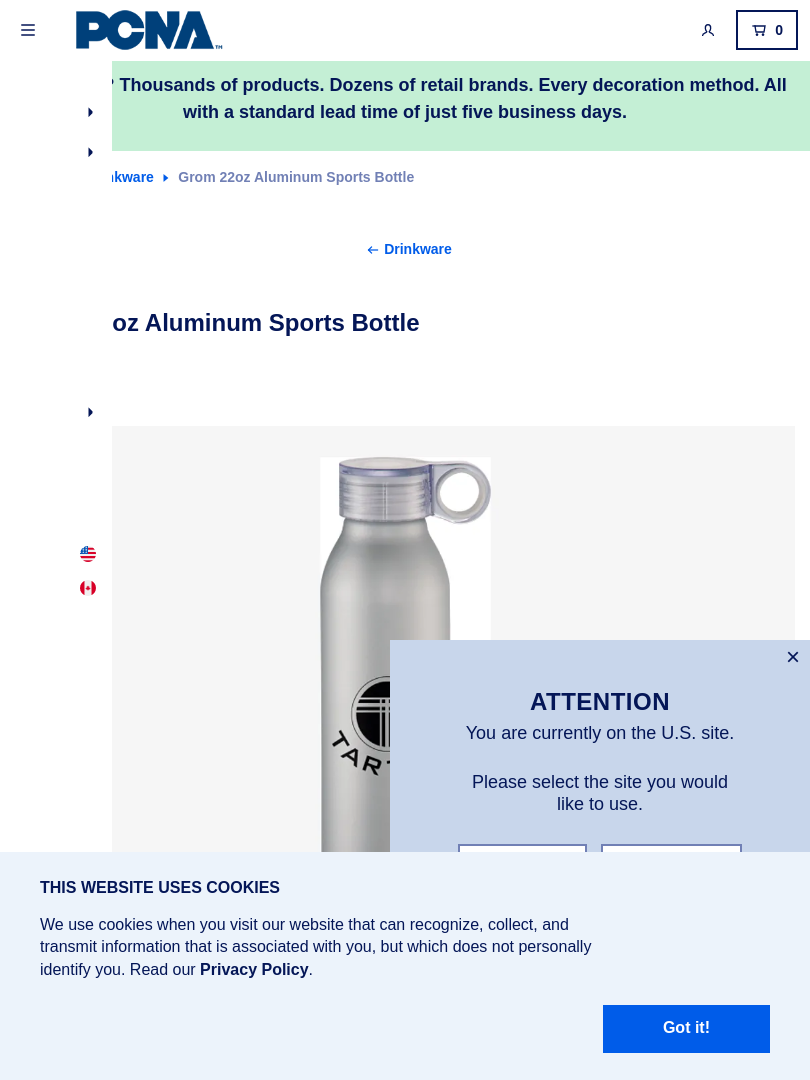 PCNA™
0
? Thousands of products. Dozens of retail brands. Every decoration method. All
with a standard lead time of just five business days.
nkware Grom 22oz Aluminum Sports Bottle
← Drinkware
oz Aluminum Sports Bottle
×
ATTENTION
You are currently on the U.S. site.
Please select the site you would
like to use.
THIS WEBSITE USES COOKIES
We use cookies when you visit our website that can recognize, collect, and
transmit information that is associated with you, but which does not personally
identify you. Read our Privacy Policy.
Got it!